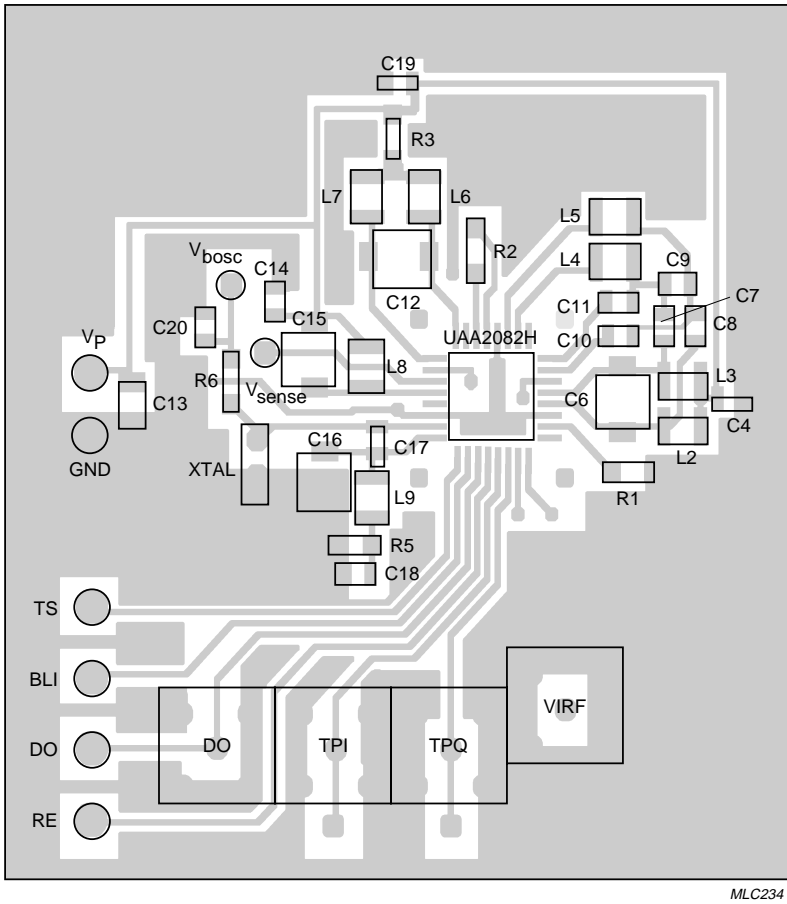 C19
R3
L7
L6
R2
L5
L4
C9
C7
C11
C8
C10
V bosc
C14
C12
C20
C15
UAA2082H
VP
R6
L8
Vsense
C6
L3
C13
C4
GND
XTAL
C16
C17
L2
L9
R1
R5
C18
TS
BLI
VIRF
DO
DO
TPI
TPQ
RE
MLC234